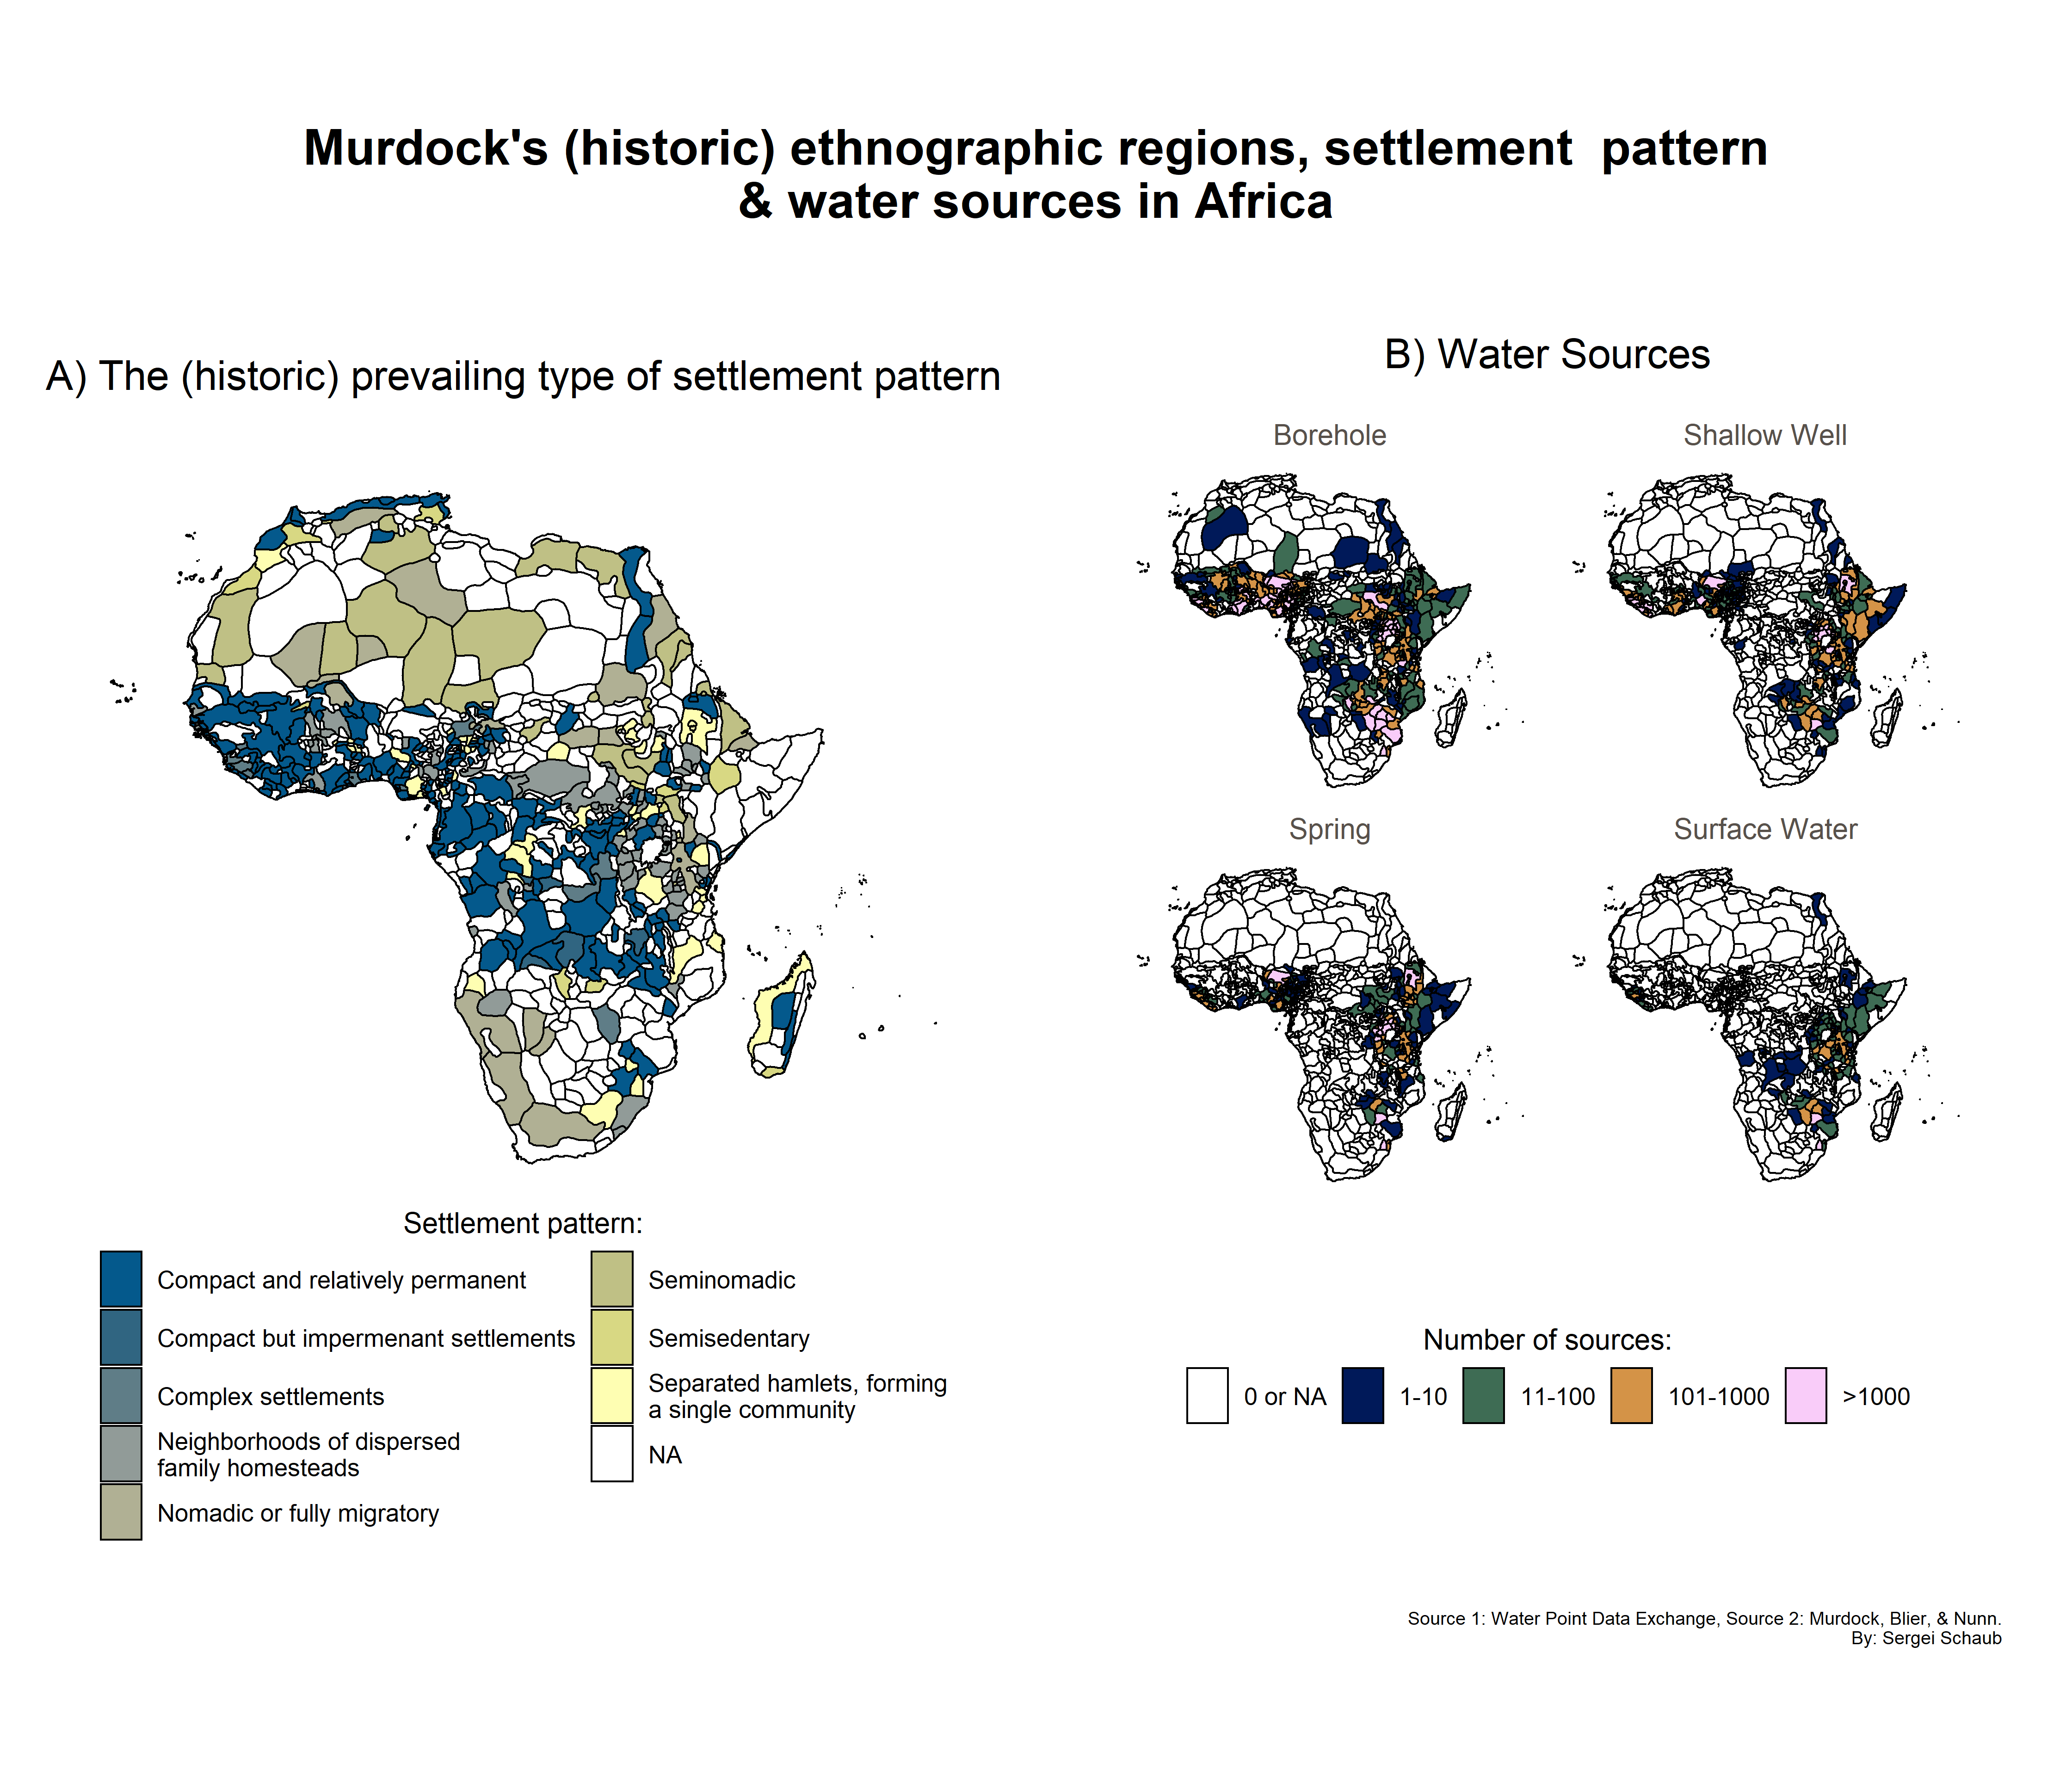 Murdock's (historic) ethnographic regions, settlement  pattern
& water sources in Africa
A) The (historic) prevailing type of settlement pattern
B) Water Sources
Borehole
Shallow Well
Spring
Surface Water
Settlement pattern:
Compact and relatively permanent
Compact but impermenant settlements
Complex settlements
Neighborhoods of dispersed
family homesteads
Nomadic or fully migratory
Seminomadic
Semisedentary
Separated hamlets, forming
a single community
NA
Number of sources:
0 or NA
1-10
11-100
101-1000
>1000
Source 1: Water Point Data Exchange, Source 2: Murdock, Blier, & Nunn.
By: Sergei Schaub